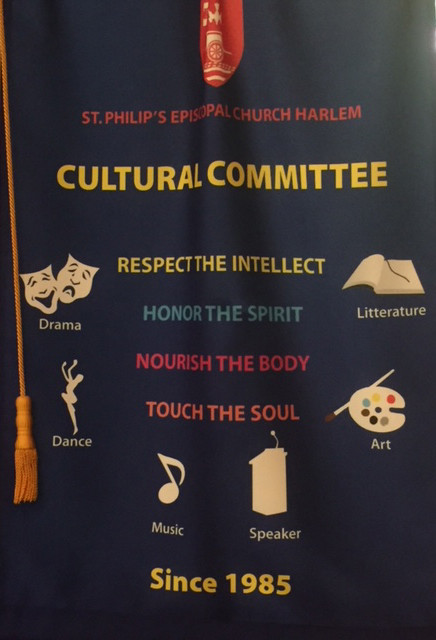 ST. PHILIP'S EPISCOPAL CHURCH HARLEM
CULTURAL COMMITTEE
RESPECT THE INTELLECT
HONOR THE SPIRIT
NOURISH THE BODY
TOUCH THE SOUL
Drama
Litterature
Dance
Art
Music
Speaker
Since 1985